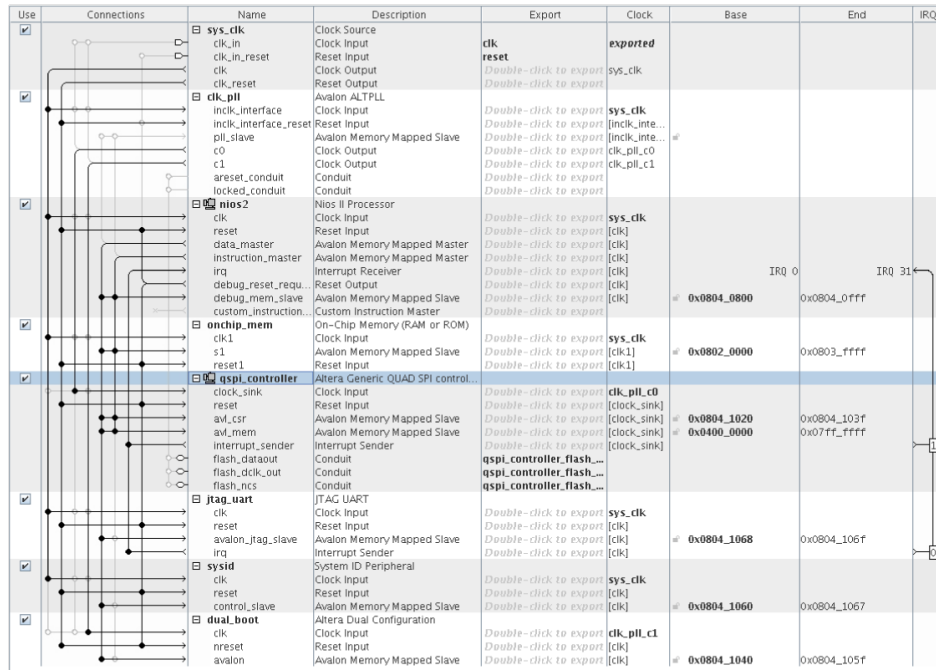 Use Connections Name Description Export Clock Base End IRQ
sys_clk Clock Source
clk_in Clock Input clk exported
clk_in_reset Reset Input reset
clk Clock Output Double-click to export sys_clk
clk_reset Reset Output Double-click to export
clk_pll Avalon ALTPLL
inclk_interface Clock Input Double-click to export sys_clk
inclk_interface_reset Reset Input Double-click to export [inclk_inte...
pll_slave Avalon Memory Mapped Slave Double-click to export [inclk_inte...
c0 Clock Output Double-click to export clk_pll_c0
c1 Clock Output Double-click to export clk_pll_c1
areset_conduit Conduit Double-click to export
locked_conduit Conduit Double-click to export
nios2 Nios II Processor
clk Clock Input Double-click to export sys_clk
reset Reset Input Double-click to export [clk]
data_master Avalon Memory Mapped Master Double-click to export [clk]
instruction_master Avalon Memory Mapped Master Double-click to export [clk]
irq Interrupt Receiver Double-click to export [clk] IRQ 0 IRQ 31
debug_reset_requ... Reset Output Double-click to export [clk]
debug_mem_slave Avalon Memory Mapped Slave Double-click to export [clk] 0x0804_0800 0x0804_0fff
custom_instruction... Custom Instruction Master Double-click to export
onchip_mem On-Chip Memory (RAM or ROM)
clk1 Clock Input Double-click to export sys_clk
s1 Avalon Memory Mapped Slave Double-click to export [clk1] 0x0802_0000 0x0803_ffff
reset1 Reset Input Double-click to export [clk1]
qspi_controller Altera Generic QUAD SPI control...
clock_sink Clock Input Double-click to export clk_pll_c0
reset Reset Input Double-click to export [clock_sink]
avl_csr Avalon Memory Mapped Slave Double-click to export [clock_sink] 0x0804_1020 0x0804_103f
avl_mem Avalon Memory Mapped Slave Double-click to export [clock_sink] 0x0400_0000 0x07ff_ffff
interrupt_sender Interrupt Sender Double-click to export [clock_sink] 1
flash_dataout Conduit qspi_controller_flash_...
flash_dclk_out Conduit qspi_controller_flash_...
flash_ncs Conduit qspi_controller_flash_...
jtag_uart JTAG UART
clk Clock Input Double-click to export sys_clk
reset Reset Input Double-click to export [clk]
avalon_jtag_slave Avalon Memory Mapped Slave Double-click to export [clk] 0x0804_1068 0x0804_106f
irq Interrupt Sender Double-click to export [clk] 0
sysid System ID Peripheral
clk Clock Input Double-click to export sys_clk
reset Reset Input Double-click to export [clk]
control_slave Avalon Memory Mapped Slave Double-click to export [clk] 0x0804_1060 0x0804_1067
dual_boot Altera Dual Configuration
clk Clock Input Double-click to export clk_pll_c1
nreset Reset Input Double-click to export [clk]
avalon Avalon Memory Mapped Slave Double-click to export [clk] 0x0804_1040 0x0804_105f